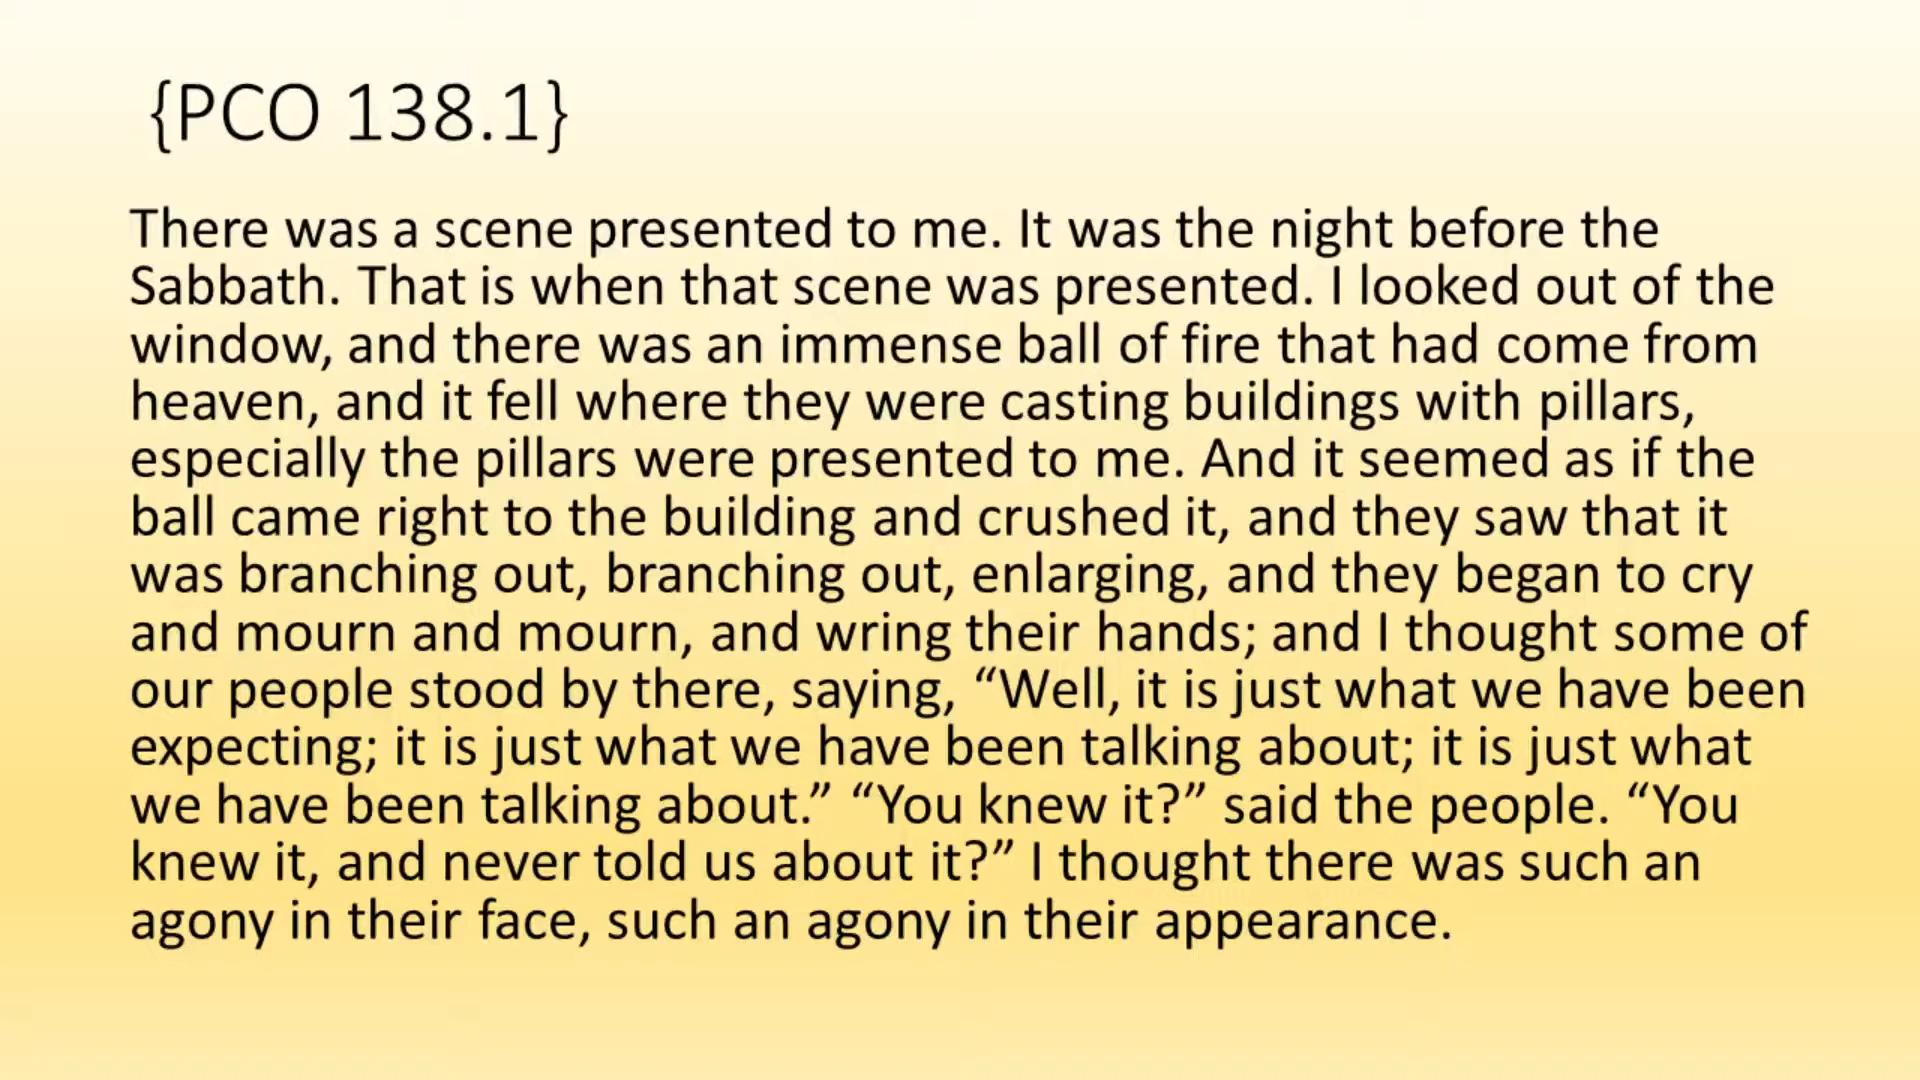 {PCO 138.1}
There was a scene presented to me. It was the night before the
Sabbath. That is when that scene was presented. I looked out of the
window, and there was an immense ball of fire that had come from
heaven, and it fell where they were casting buildings with pillars,
especially the pillars were presented to me. And it seemed as if the
ball came right to the building and crushed it, and they saw that it
was branching out, branching out, enlarging, and they began to cry
and mourn and mourn, and wring their hands; and I thought some of
our people stood by there, saying, “Well, it is just what we have been
expecting; it is just what we have been talking about; it is just what
we have been talking about.” “You knew it?” said the people. “You
knew it, and never told us about it?” I thought there was such an
agony in their face, such an agony in their appearance.